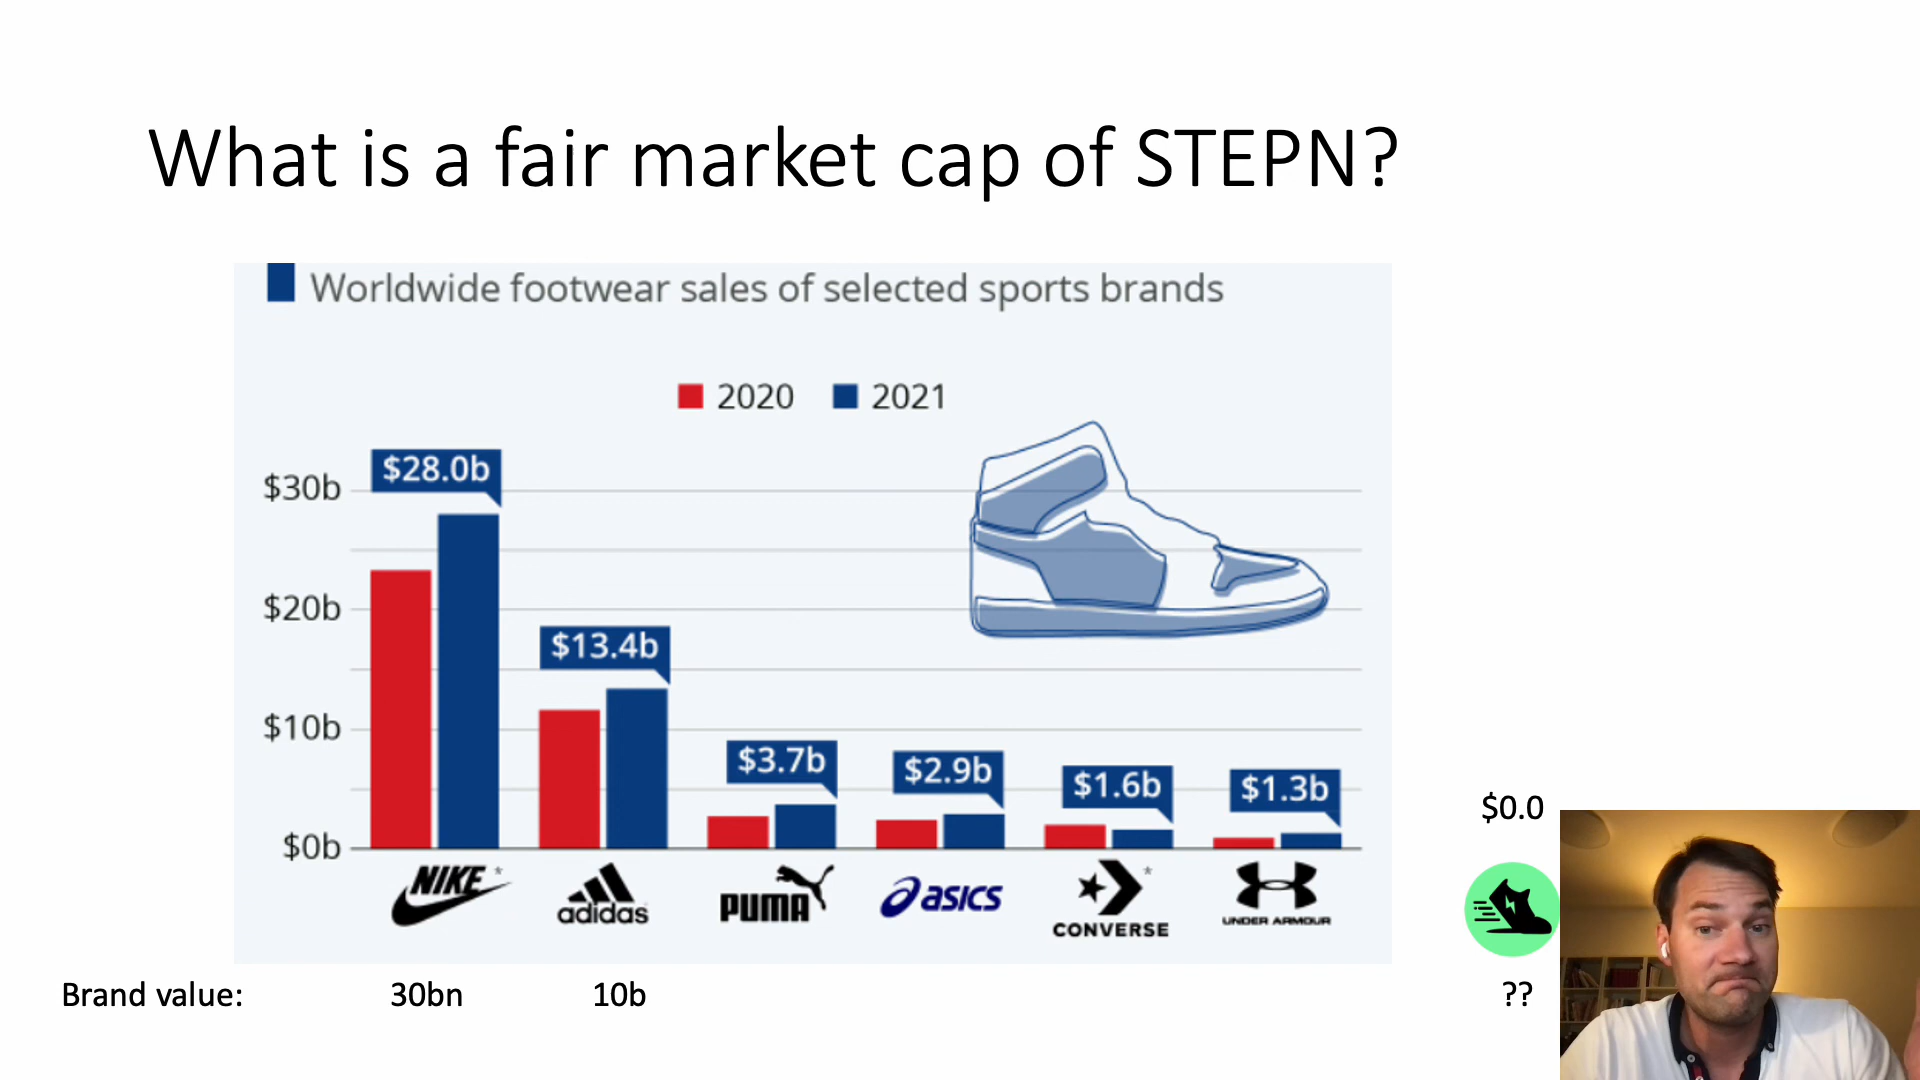 What is a fair market cap of STEPN?
Worldwide footwear sales of selected sports brands
2020 2021
$28.0b
$30b
$20b
$13.4b
$10b
$3.7b
$2.9b
$1.6b
$1.3b
$0.0
$0b
NIKE*
adidas
PUMA
asics
*
CONVERSE
UNDER ARMOUR
Brand value: 30bn 10b ??